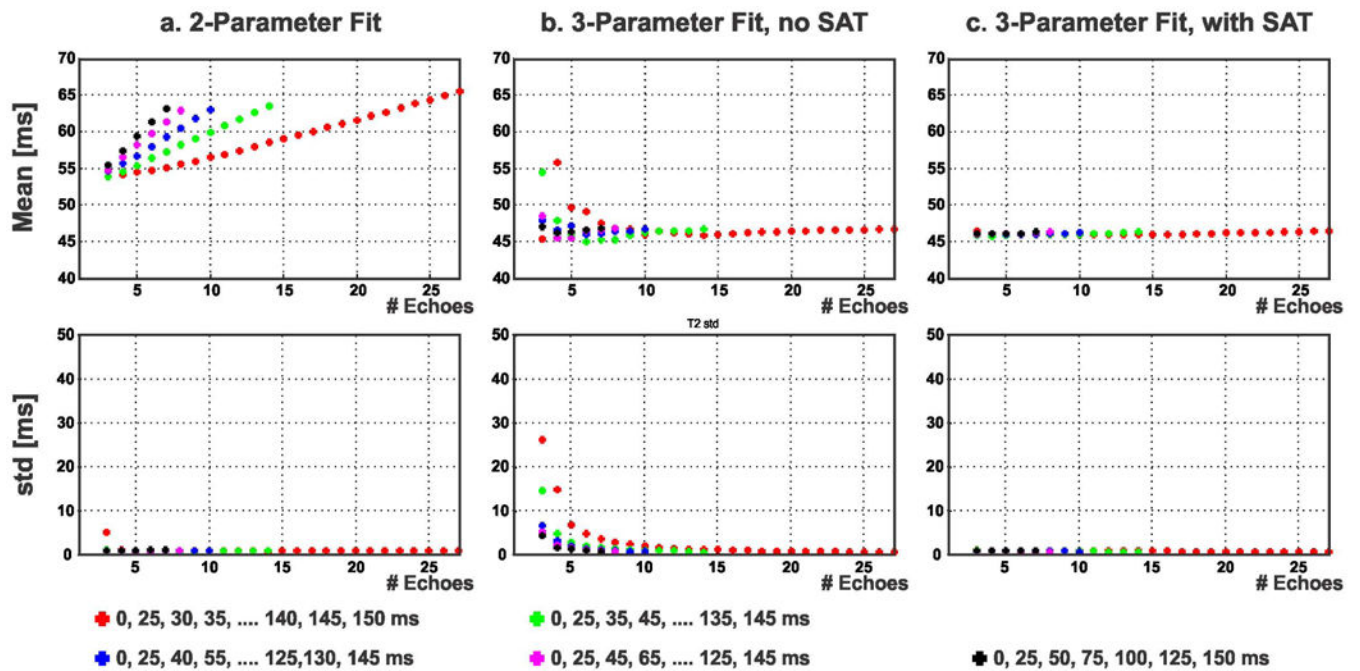 a. 2-Parameter Fit
b. 3-Parameter Fit, no SAT
c. 3-Parameter Fit, with SAT
Mean [ms]
70
65
60
55
50
45
40
5 10 15 20 25
# Echoes
70
65
60
55
50
45
40
5 10 15 20 25
# Echoes
70
65
60
55
50
45
40
5 10 15 20 25
# Echoes
std [ms]
50
40
30
20
10
0
5 10 15 20 25
# Echoes
T2 std
50
40
30
20
10
0
5 10 15 20 25
# Echoes
50
40
30
20
10
0
5 10 15 20 25
# Echoes
0, 25, 30, 35, .... 140, 145, 150 ms
0, 25, 35, 45, .... 135, 145 ms
0, 25, 40, 55, .... 125,130, 145 ms
0, 25, 45, 65, .... 125, 145 ms
0, 25, 50, 75, 100, 125, 150 ms